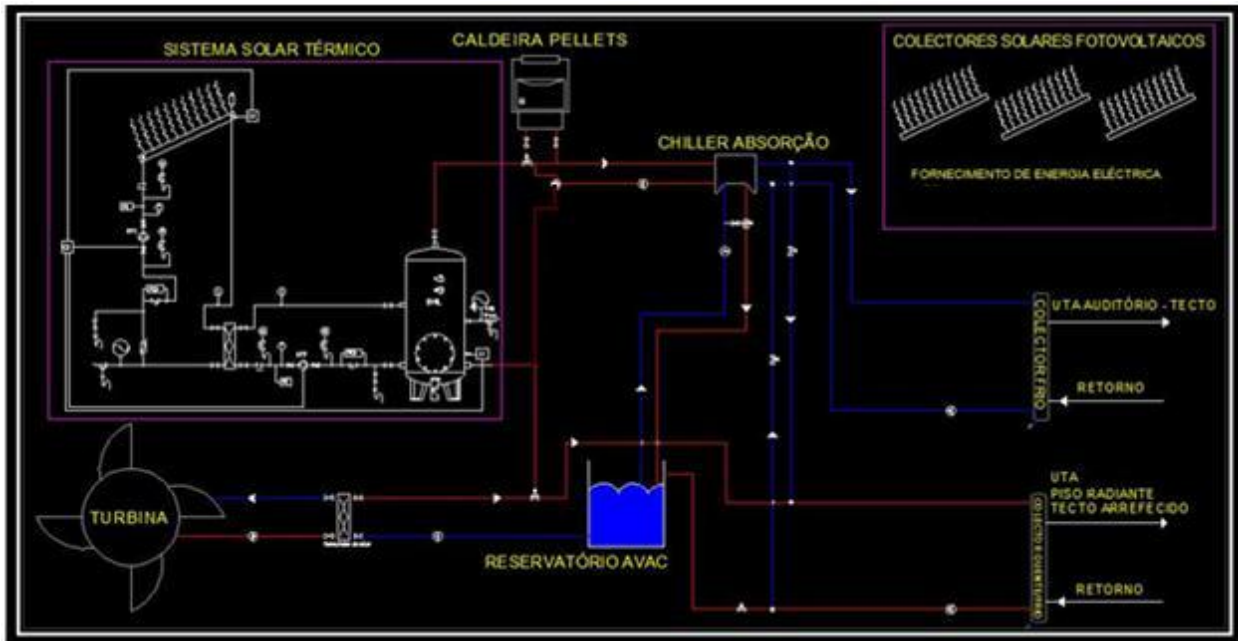 SISTEMA SOLAR TÉRMICO
CALDEIRA PELLETS
COLECTORES SOLARES FOTOVOLTAICOS
FORNECIMENTO DE ENERGIA ELÉCTRICA
CHILLER ABSORÇÃO
COLECTOR FRIO
UTA AUDITÓRIO - TECTO
RETORNO
TURBINA
RESERVATÓRIO AVAC
UTA
PISO RADIANTE
TECTO ARREFECIDO
RETORNO